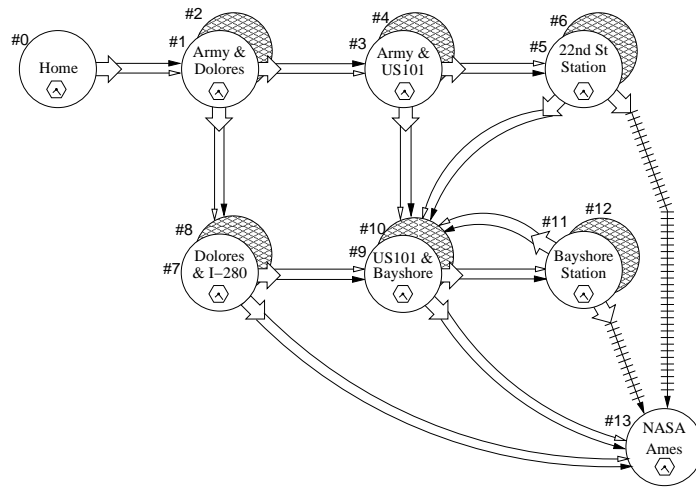 #0
Home
#1
#2
Army &
Dolores
#3
#4
Army &
US101
#5
#6
22nd St
Station
#7
#8
Dolores
& I–280
#9
#10
US101 &
Bayshore
#11
#12
Bayshore
Station
#13
NASA
Ames